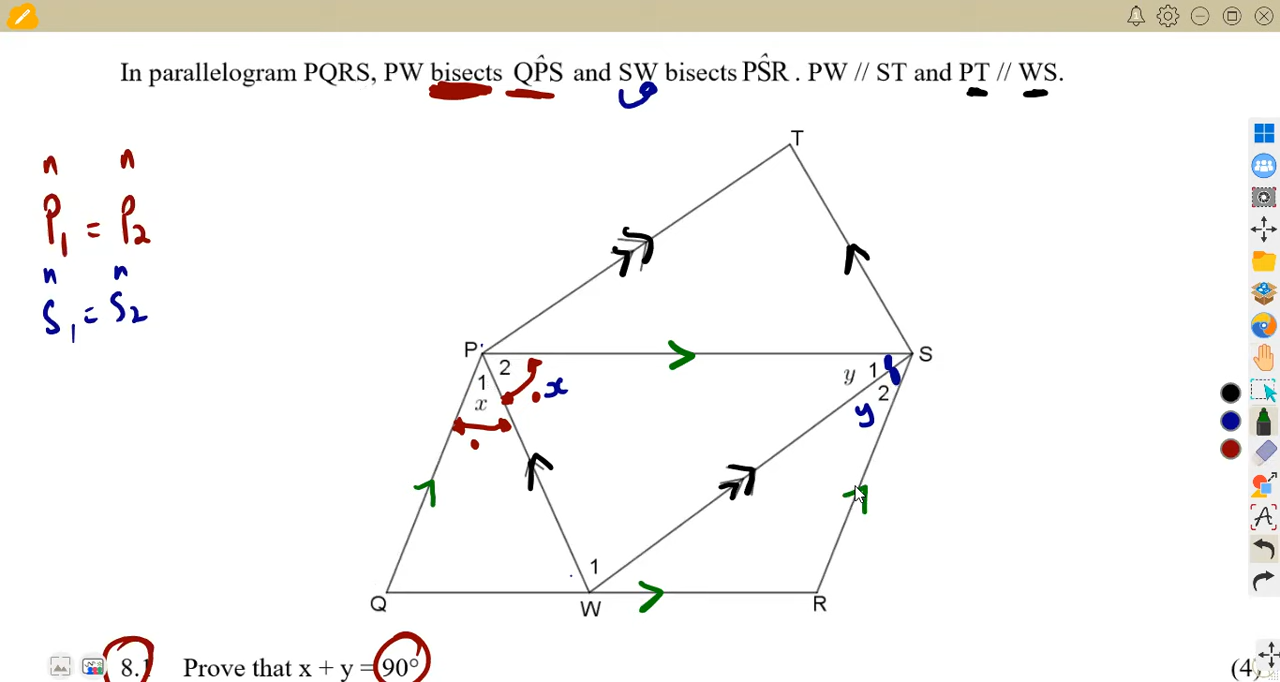 In parallelogram PQRS, PW bisects QP̂S and SW bisects PŜR. PW // ST and PT // WS.
T
P̂1 = P̂2
Ŝ1 = Ŝ2
P
2
1
x
x
S
y
1
2
y
1
Q
W
R
8.1 Prove that x + y = 90°
(4